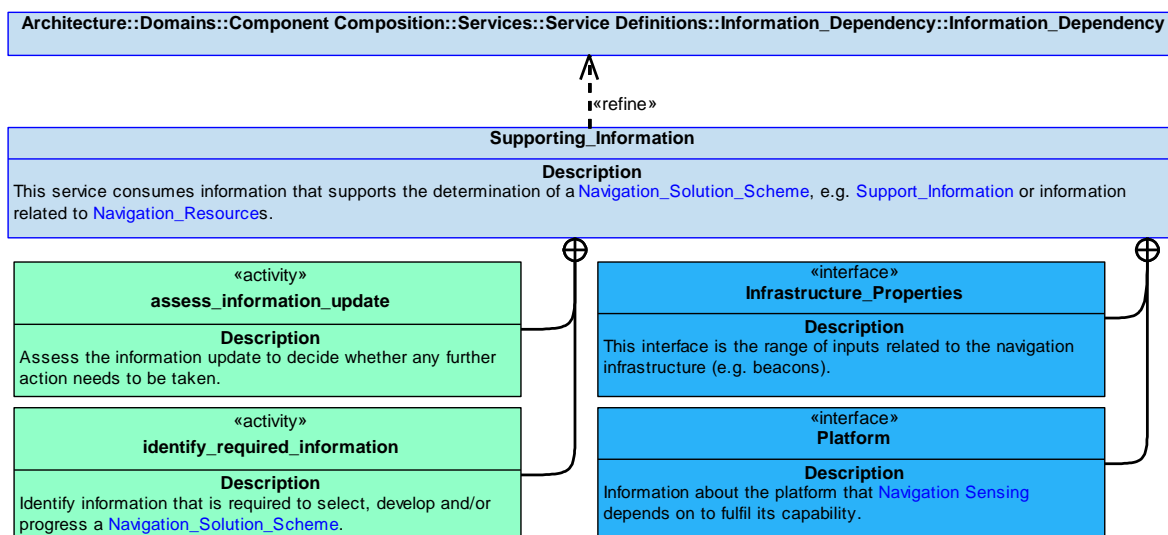 Architecture::Domains::Component Composition::Services::Service Definitions::Information_Dependency::Information_Dependency
«refine»
Supporting_Information
Description
This service consumes information that supports the determination of a Navigation_Solution_Scheme, e.g. Support_Information or information
related to Navigation_Resources.
«activity»
assess_information_update
Description
Assess the information update to decide whether any further
action needs to be taken.
«interface»
Infrastructure_Properties
Description
This interface is the range of inputs related to the navigation
infrastructure (e.g. beacons).
«activity»
identify_required_information
Description
Identify information that is required to select, develop and/or
progress a Navigation_Solution_Scheme.
«interface»
Platform
Description
Information about the platform that Navigation Sensing
depends on to fulfil its capability.